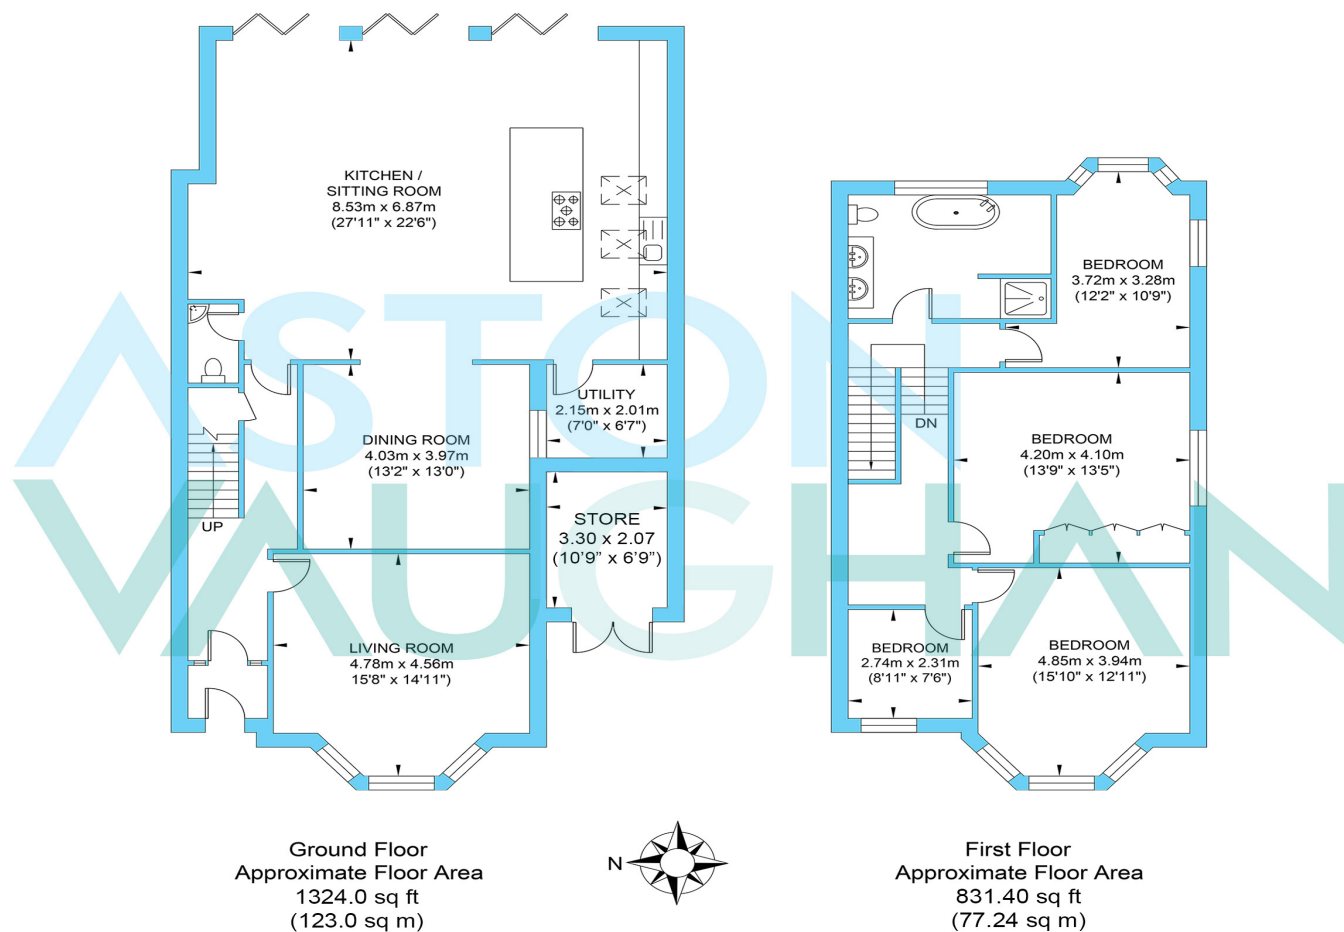 KITCHEN /
SITTING ROOM
8.53m x 6.87m
(27'11" x 22'6")
UTILITY
2.15m x 2.01m
(7'0" x 6'7")
DINING ROOM
4.03m x 3.97m
(13'2" x 13'0")
UP
STORE
3.30 x 2.07
(10'9" x 6'9")
LIVING ROOM
4.78m x 4.56m
15'8" x 14'11")
BEDROOM
3.72m x 3.28m
(12'2" x 10'9")
DN
BEDROOM
4.20m x 4.10m
(13'9" x 13'5")
BEDROOM
2.74m x 2.31m
(8'11" x 7'6")
BEDROOM
4.85m x 3.94m
(15'10" x 12'11")
ASTON
VAUGHAN
Ground Floor
Approximate Floor Area
1324.0 sq ft
(123.0 sq m)
N
First Floor
Approximate Floor Area
831.40 sq ft
(77.24 sq m)